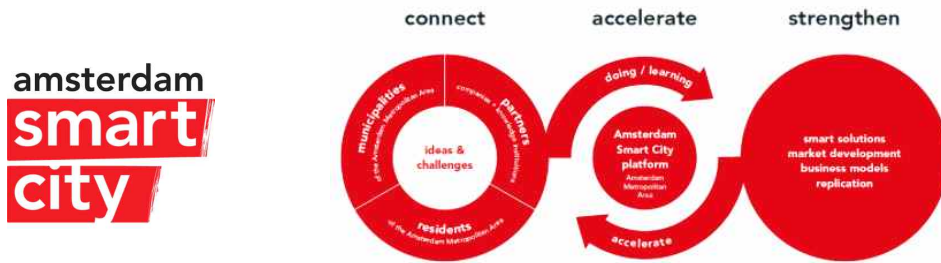 amsterdam
smart
city
connect
accelerate
strengthen
municipalities
of the Amsterdam Metropolitan Area
partners
companies + knowledge institutions
ideas &
challenges
residents
of the Amsterdam Metropolitan Area
doing / learning
Amsterdam
Smart City
platform
Amsterdam
Metropolitan
Area
accelerate
smart solutions
market development
business models
replication